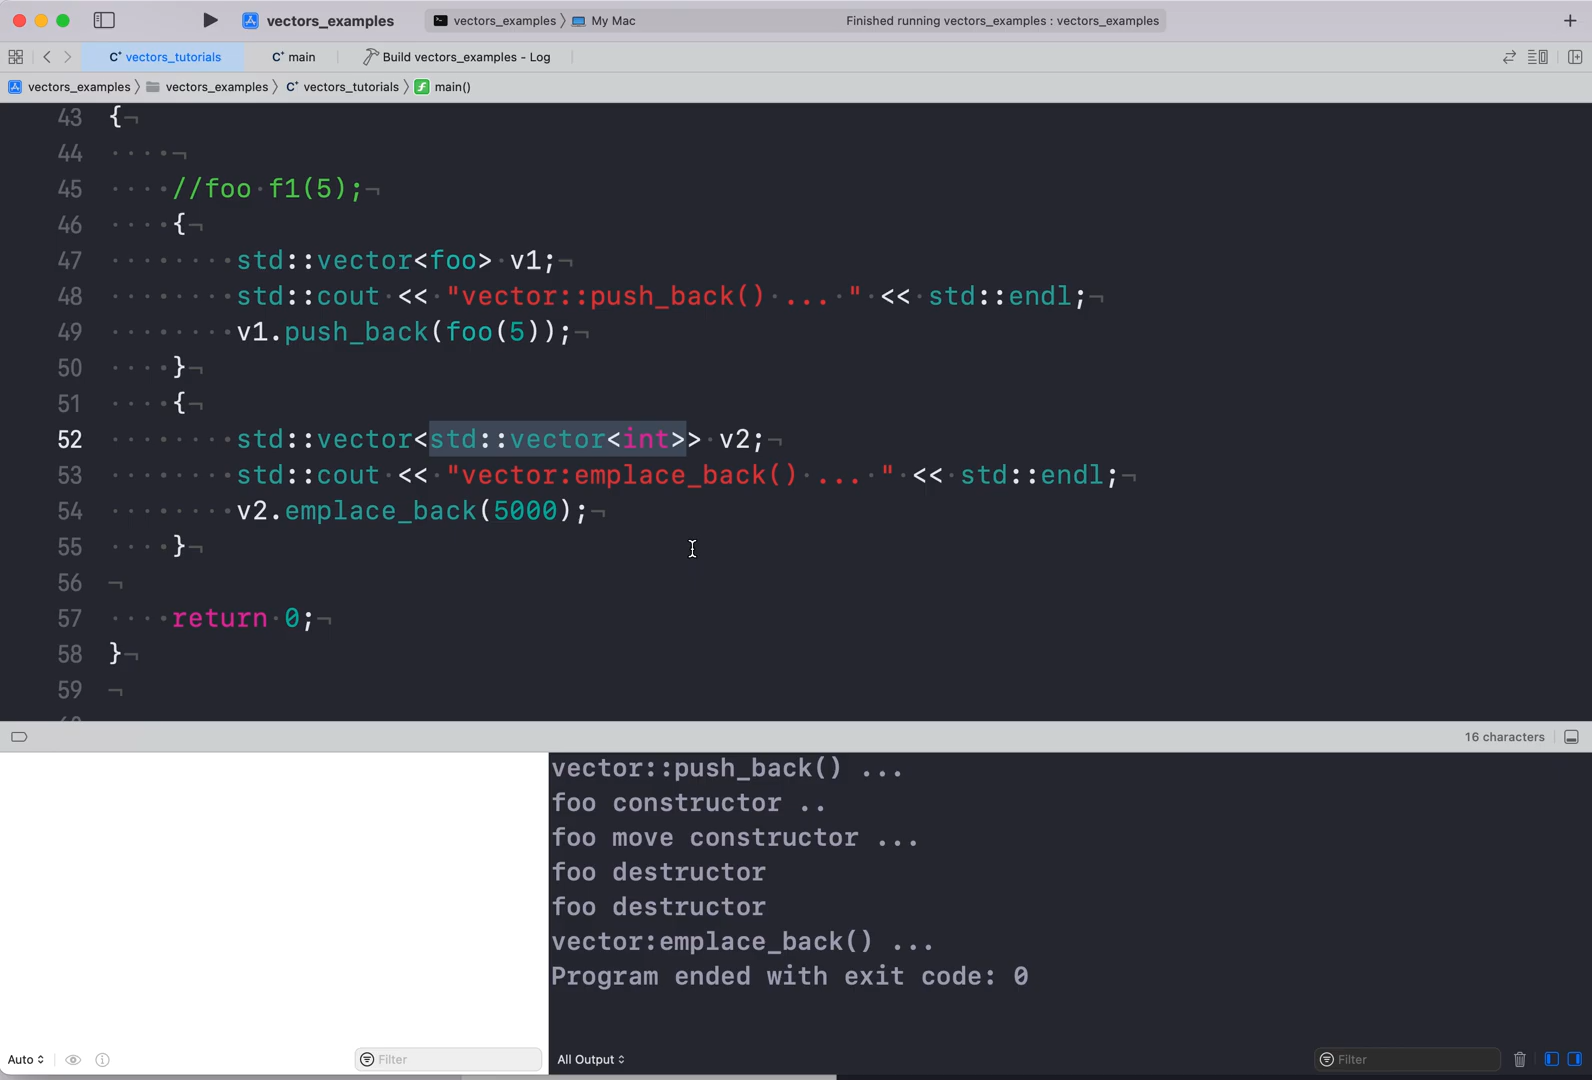 vectors_examples
vectors_examples 〉 My Mac
Finished running vectors_examples : vectors_examples
vectors_tutorials
main
Build vectors_examples - Log
vectors_examples 〉 vectors_examples 〉 vectors_tutorials 〉 main()
43 {
44
45 //foo f1(5);
46 {
47 std::vector<foo> v1;
48 std::cout << "vector::push_back() ... " << std::endl;
49 v1.push_back(foo(5));
50 }
51 {
52 std::vector<std::vector<int>> v2;
53 std::cout << "vector:emplace_back() ... " << std::endl;
54 v2.emplace_back(5000);
55 }
56
57 return 0;
58 }
59
16 characters
vector::push_back() ...
foo constructor ..
foo move constructor ...
foo destructor
foo destructor
vector:emplace_back() ...
Program ended with exit code: 0
Auto
Filter
All Output
Filter